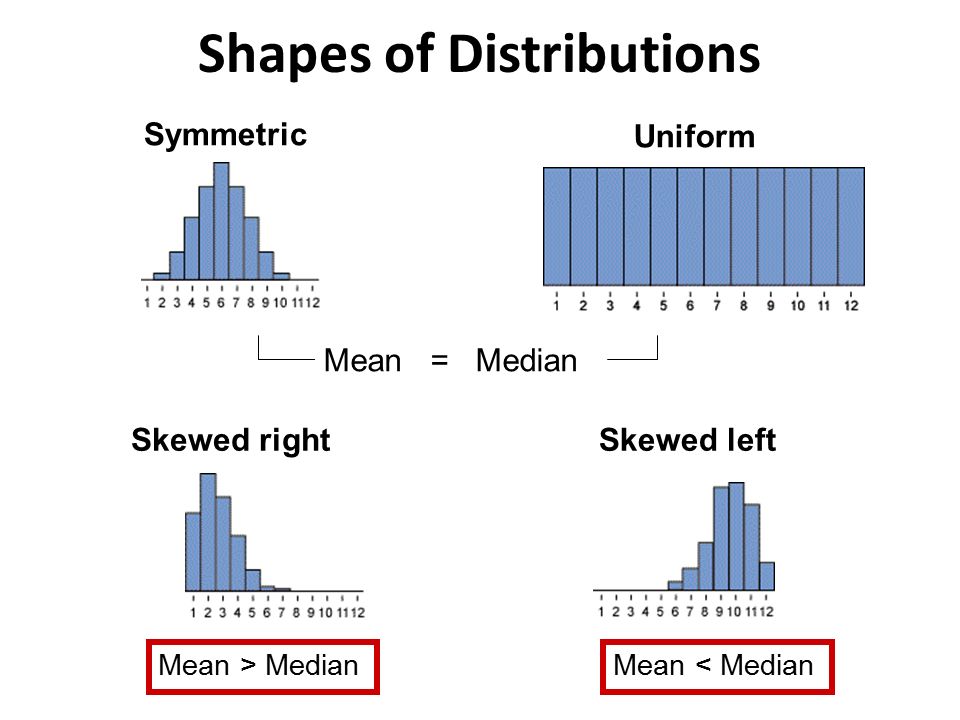 Shapes of Distributions
Symmetric
1 2 3 4 5 6 7 8 9 10 11 12
Uniform
1 2 3 4 5 6 7 8 9 10 11 12
Mean = Median
Skewed right
1 2 3 4 5 6 7 8 9 10 11 12
Mean > Median
Skewed left
1 2 3 4 5 6 7 8 9 10 11 12
Mean < Median